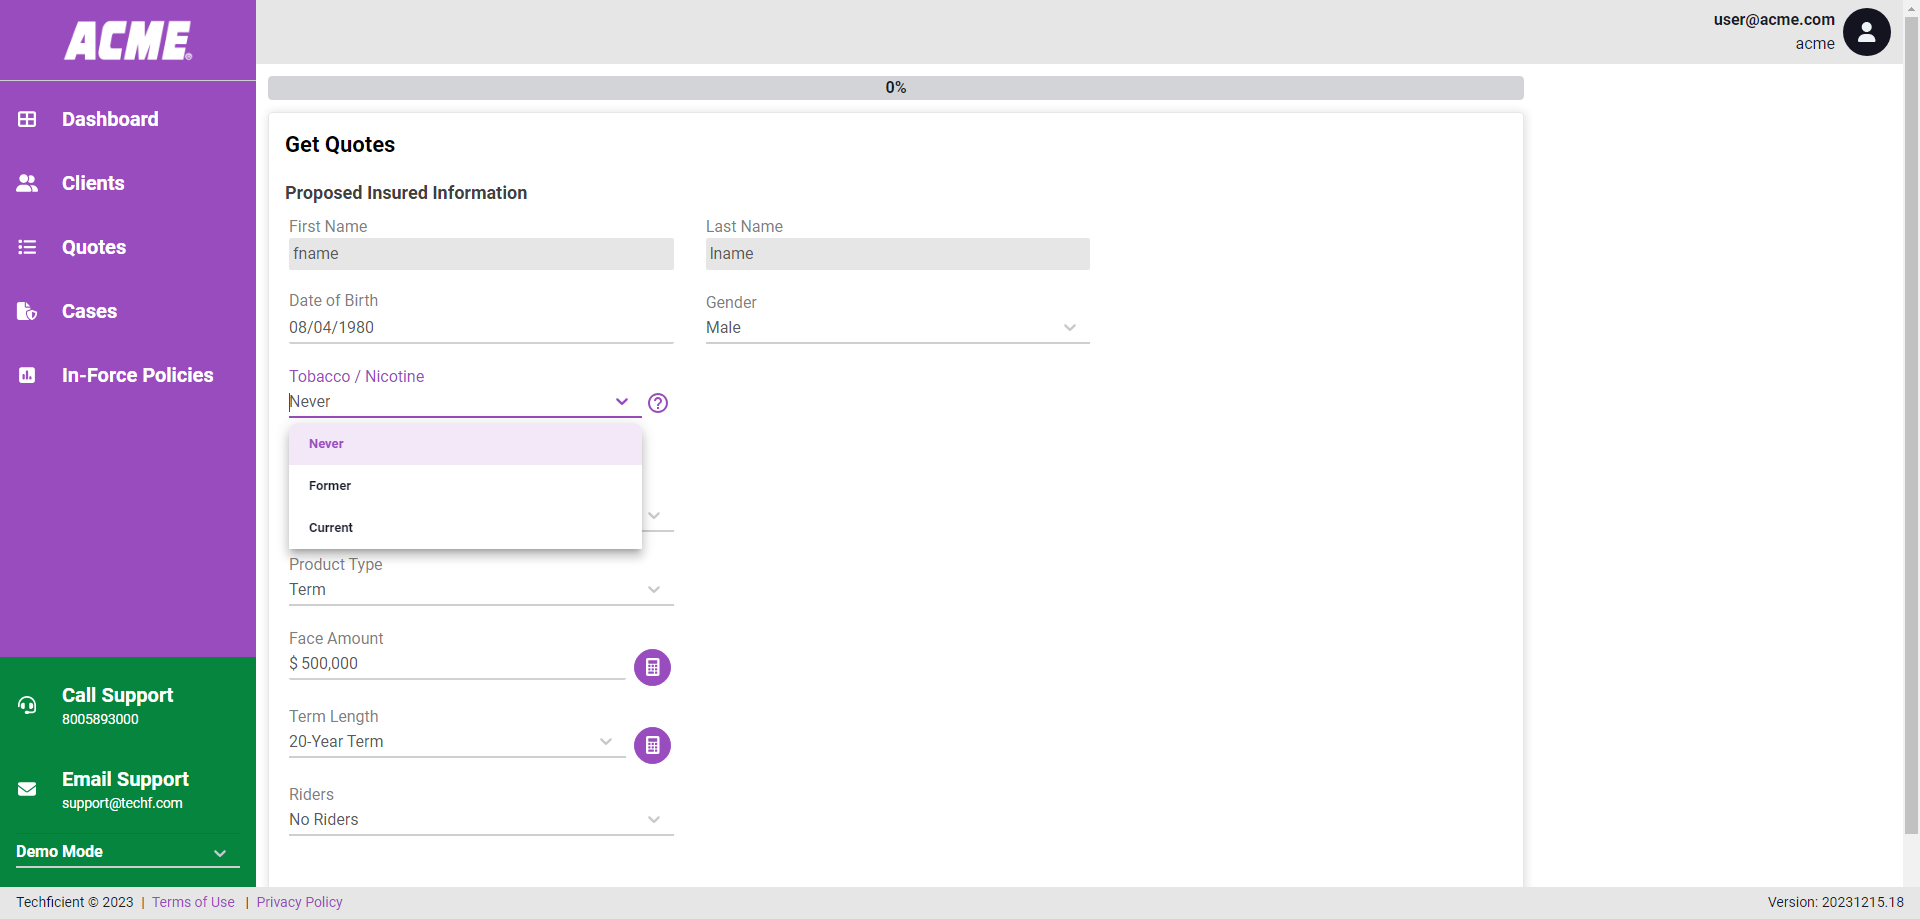 ACME®
user@acme.com
acme
Dashboard
Clients
Quotes
Cases
In-Force Policies
Call Support
8005893000
Email Support
support@techf.com
Demo Mode
0%
Get Quotes
Proposed Insured Information
First Name
fname
Last Name
lname
Date of Birth
08/04/1980
Gender
Male
Tobacco / Nicotine
Never
?
Never
Former
Current
Product Type
Term
Face Amount
$ 500,000
Term Length
20-Year Term
Riders
No Riders
Techficient © 2023 | Terms of Use | Privacy Policy
Version: 20231215.18